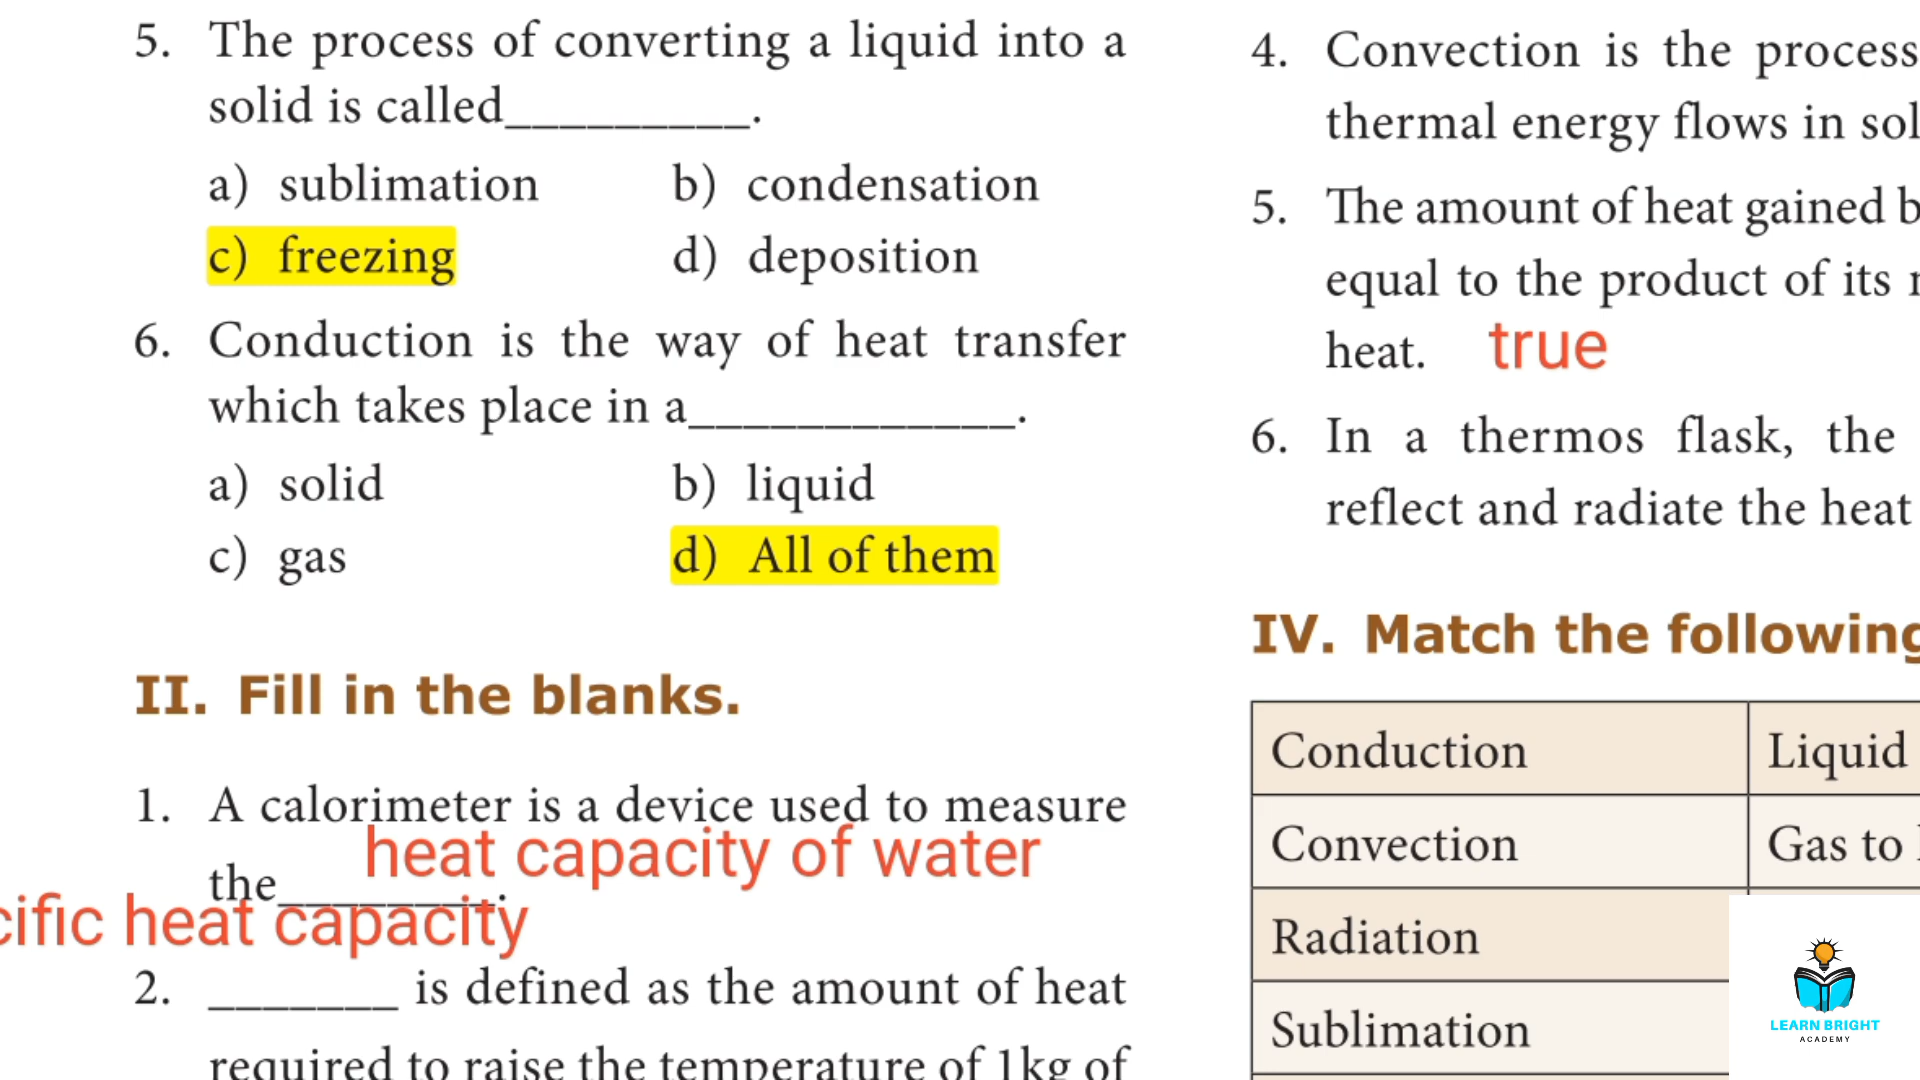 5. The process of converting a liquid into a
solid is called_________.
a) sublimation b) condensation
c) freezing d) deposition
6. Conduction is the way of heat transfer
which takes place in a____________.
a) solid b) liquid
c) gas d) All of them
II. Fill in the blanks.
1. A calorimeter is a device used to measure
heat capacity of water
the________.
heat capacity
2. _______ is defined as the amount of heat
required to raise the temperature of 1kg of
4. Convection is the process
thermal energy flows in
5. The amount of heat gained
equal to the product of its
heat. true
6. In a thermos flask, the
reflect and radiate the heat
IV. Match the following
Conduction Liquid
Convection Gas to
Radiation
Sublimation
LEARN BRIGHT
ACADEMY